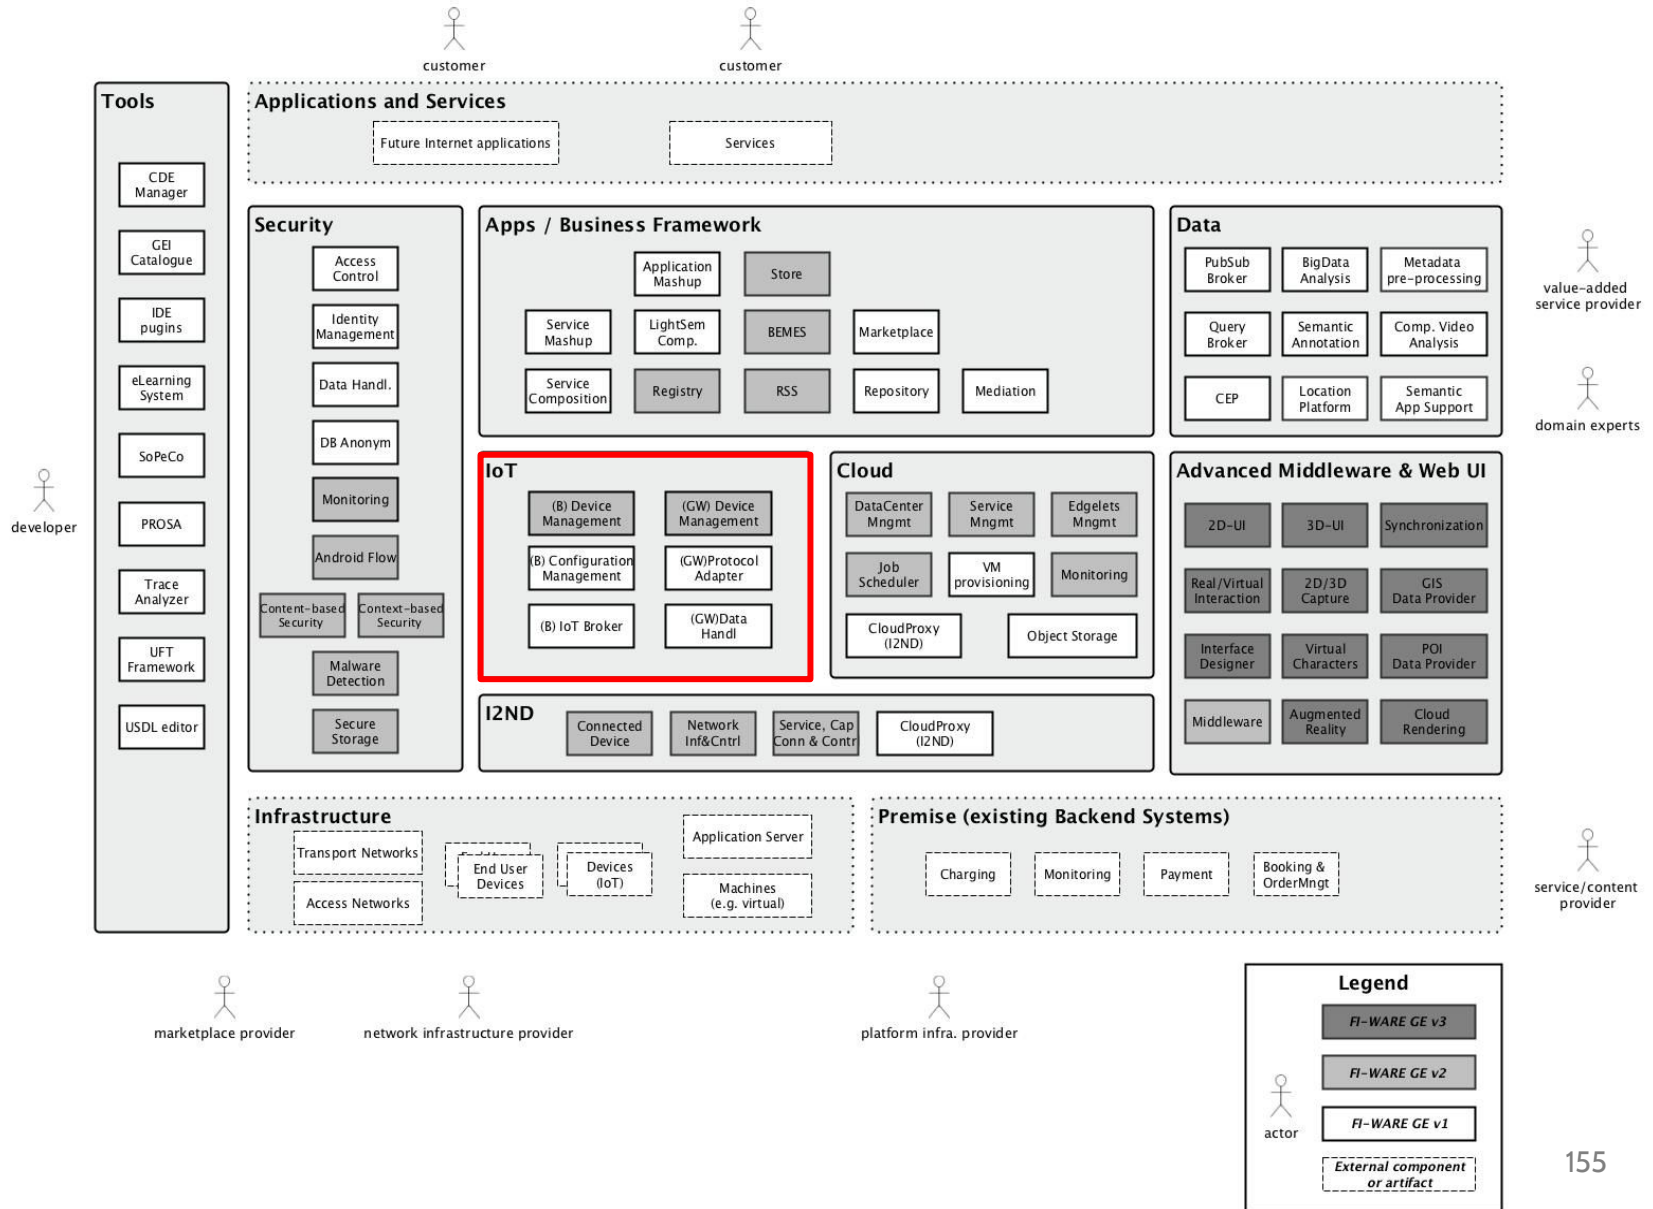 customer
customer
Tools
CDE
Manager
GEI
Catalogue
IDE
pugins
eLearning
System
SoPeCo
PROSA
Trace
Analyzer
UFT
Framework
USDL editor
developer
Applications and Services
Future Internet applications
Services
Security
Access
Control
Identity
Management
Data Handl.
DB Anonym
Monitoring
Android Flow
Content-based
Security
Context-based
Security
Malware
Detection
Secure
Storage
Apps / Business Framework
Application
Mashup
Store
Service
Mashup
LightSem
Comp.
BEMES
Marketplace
Service
Composition
Registry
RSS
Repository
Mediation
Data
PubSub
Broker
BigData
Analysis
Metadata
pre-processing
Query
Broker
Semantic
Annotation
Comp. Video
Analysis
CEP
Location
Platform
Semantic
App Support
value-added
service provider
domain experts
IoT
(B) Device
Management
(GW) Device
Management
(B) Configuration
Management
(GW)Protocol
Adapter
(B) IoT Broker
(GW)Data
Handl
Cloud
DataCenter
Mngmt
Service
Mngmt
Edgelets
Mngmt
Job
Scheduler
VM
provisioning
Monitoring
CloudProxy
(I2ND)
Object Storage
Advanced Middleware & Web UI
2D-UI
3D-UI
Synchronization
Real/Virtual
Interaction
2D/3D
Capture
GIS
Data Provider
Interface
Designer
Virtual
Characters
POI
Data Provider
Middleware
Augmented
Reality
Cloud
Rendering
I2ND
Connected
Device
Network
Inf&Cntrl
Service, Cap
Conn & Contr
CloudProxy
(I2ND)
Infrastructure
Transport Networks
Access Networks
End User
Devices
Devices
(IoT)
Application Server
Machines
(e.g. virtual)
Premise (existing Backend Systems)
Charging
Monitoring
Payment
Booking &
OrderMngt
service/content
provider
marketplace provider
network infrastructure provider
platform infra. provider
Legend
FI-WARE GE v3
FI-WARE GE v2
FI-WARE GE v1
External component
or artifact
actor
155